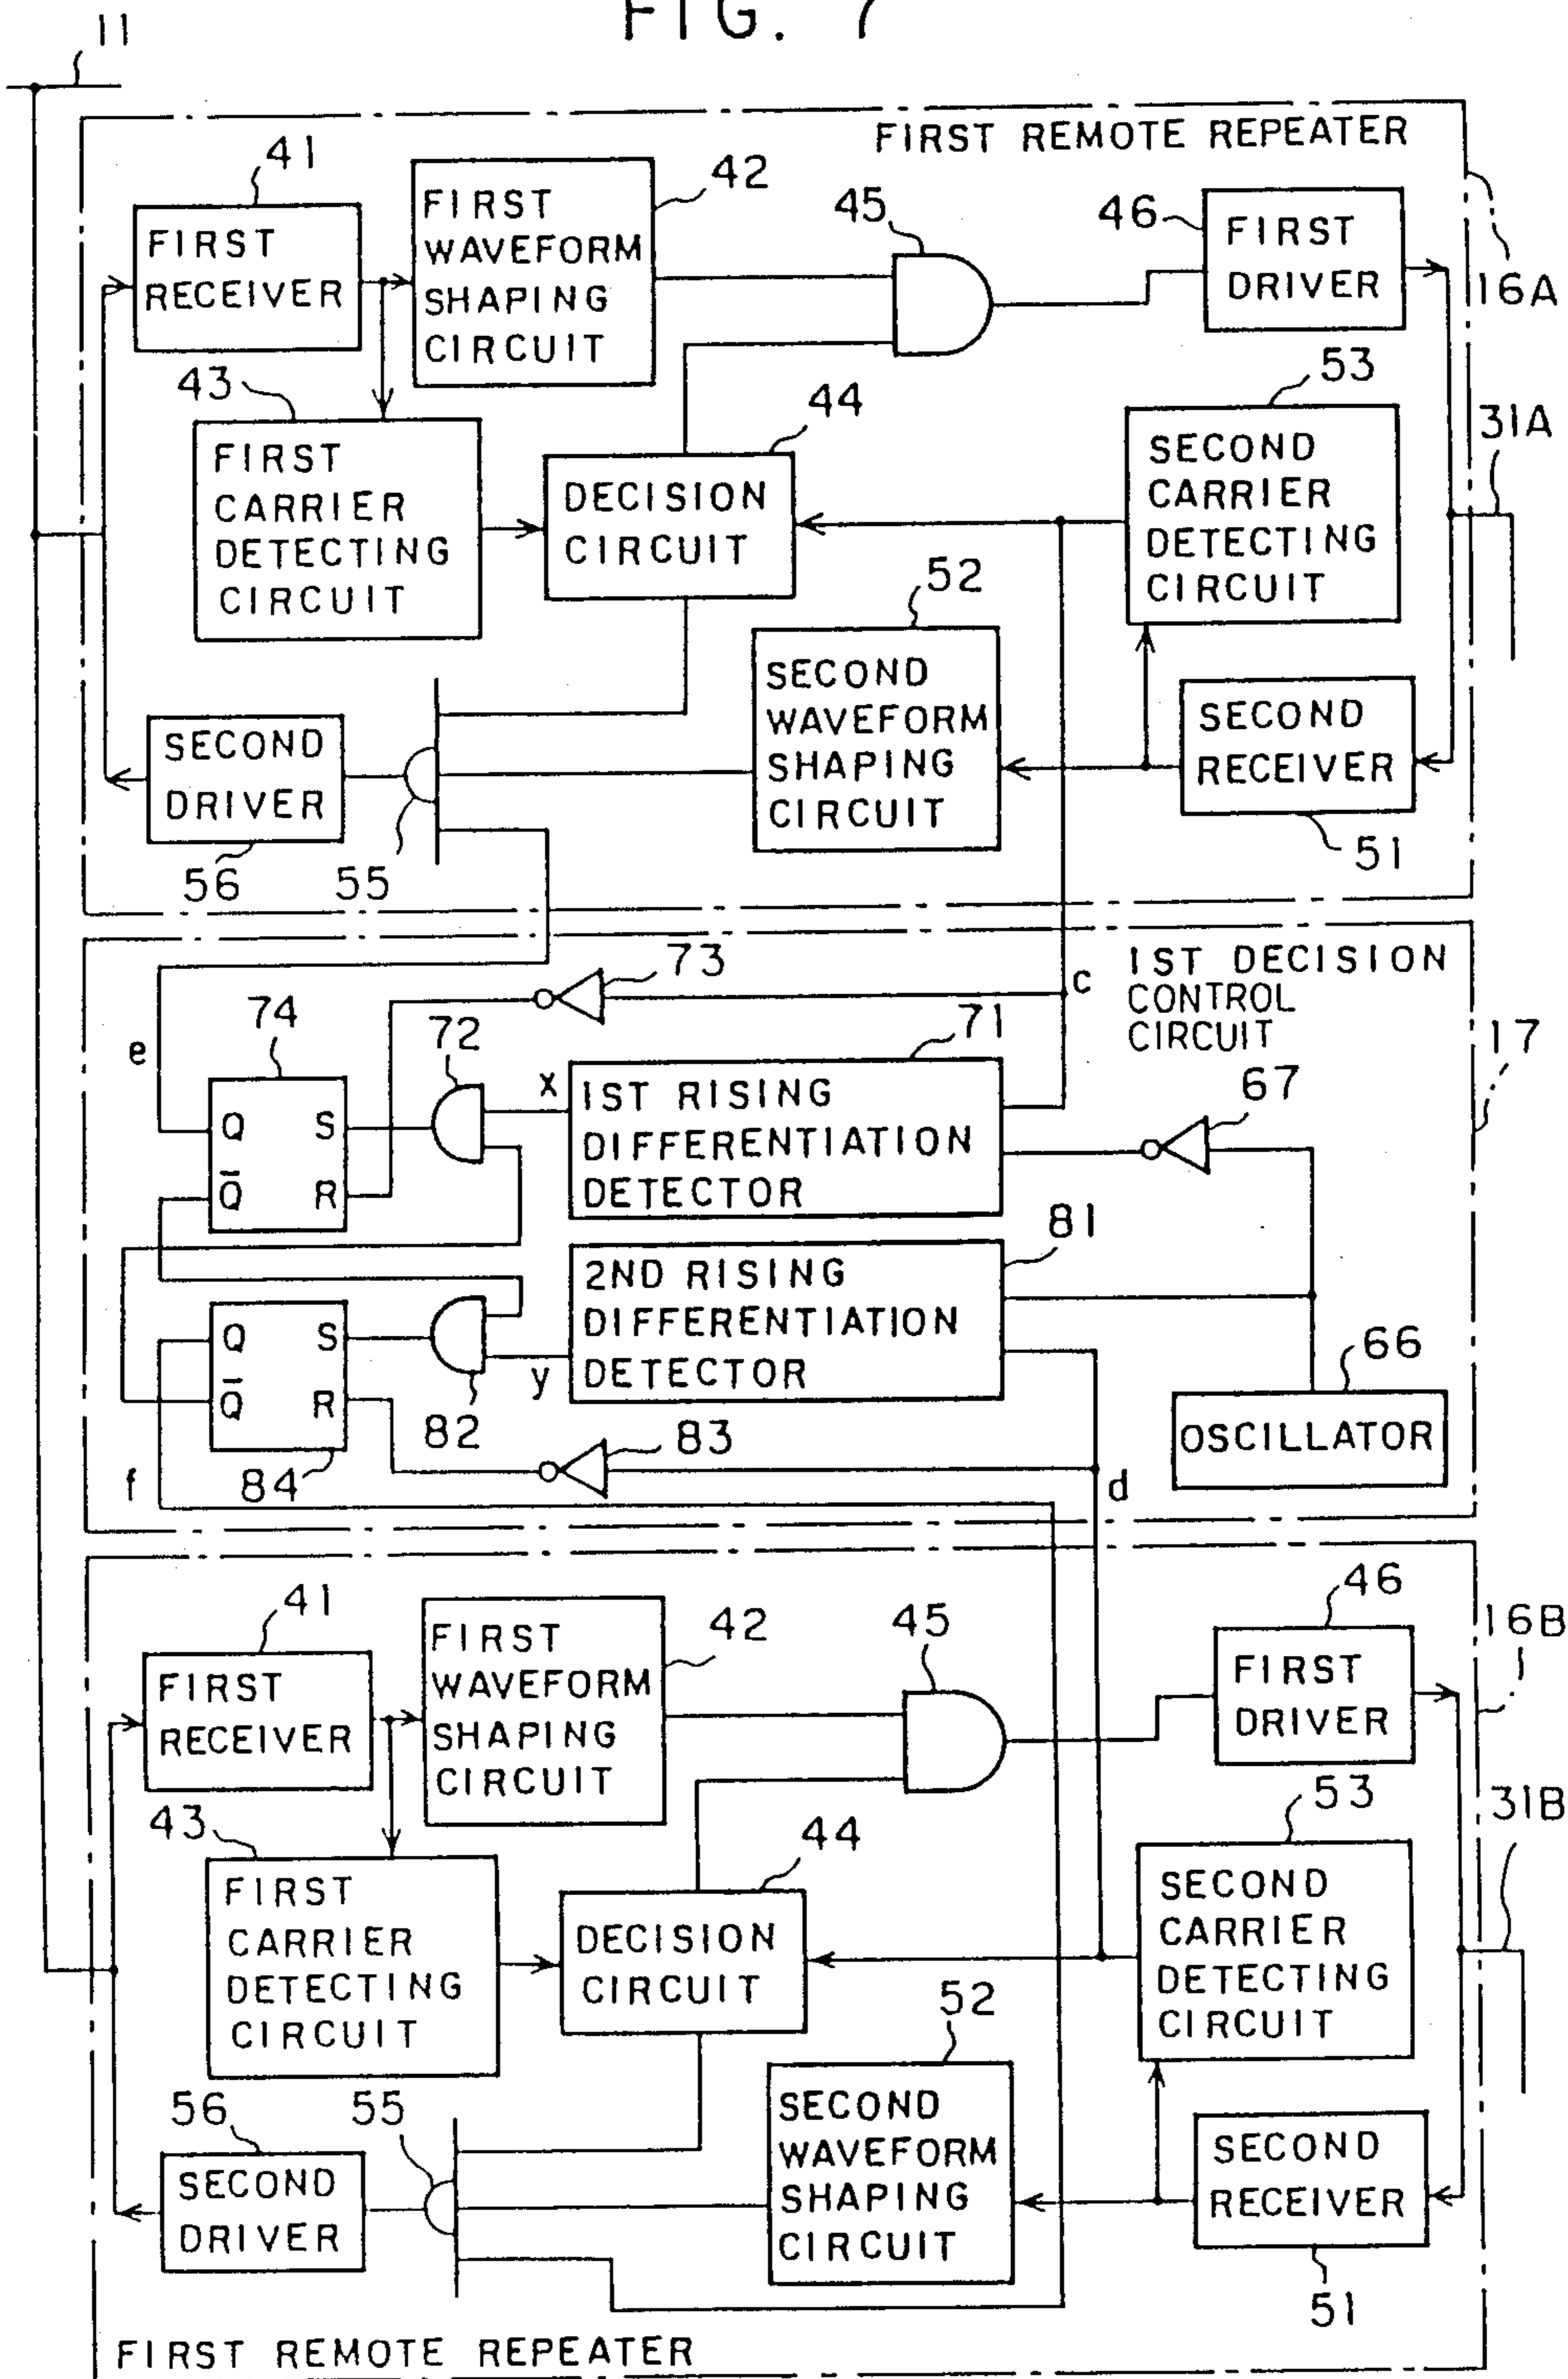 FIG. 7
11
FIRST REMOTE REPEATER
41
FIRST
RECEIVER
42
FIRST
WAVEFORM
SHAPING
CIRCUIT
45
46
FIRST
DRIVER
16A
43
FIRST
CARRIER
DETECTING
CIRCUIT
44
DECISION
CIRCUIT
53
SECOND
CARRIER
DETECTING
CIRCUIT
31A
52
SECOND
WAVEFORM
SHAPING
CIRCUIT
SECOND
RECEIVER
51
SECOND
DRIVER
56
55
1ST DECISION
CONTROL
CIRCUIT
17
73
c
e
74
Q S
Q̅ R
72
x
71
1ST RISING
DIFFERENTIATION
DETECTOR
67
81
2ND RISING
DIFFERENTIATION
DETECTOR
Q S
Q̅ R
84
82
y
66
OSCILLATOR
83
d
f
41
FIRST
RECEIVER
42
FIRST
WAVEFORM
SHAPING
CIRCUIT
45
46
FIRST
DRIVER
16B
43
FIRST
CARRIER
DETECTING
CIRCUIT
44
DECISION
CIRCUIT
53
SECOND
CARRIER
DETECTING
CIRCUIT
31B
52
SECOND
WAVEFORM
SHAPING
CIRCUIT
SECOND
RECEIVER
51
56
SECOND
DRIVER
55
FIRST REMOTE REPEATER